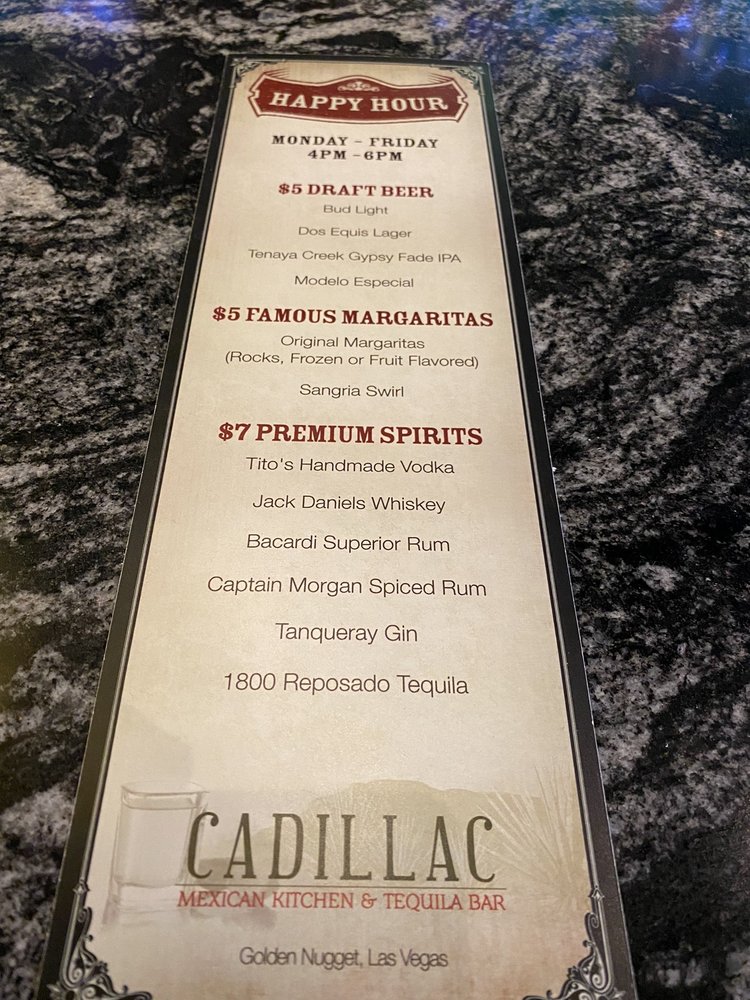 HAPPY HOUR
MONDAY - FRIDAY
4PM - 6PM
$5 DRAFT BEER
Bud Light
Dos Equis Lager
Tenaya Creek Gypsy Fade IPA
Modelo Especial
$5 FAMOUS MARGARITAS
Original Margaritas
(Rocks, Frozen or Fruit Flavored)
Sangria Swirl
$7 PREMIUM SPIRITS
Tito's Handmade Vodka
Jack Daniels Whiskey
Bacardi Superior Rum
Captain Morgan Spiced Rum
Tanqueray Gin
1800 Reposado Tequila
CADILLAC
MEXICAN KITCHEN & TEQUILA BAR
Golden Nugget, Las Vegas